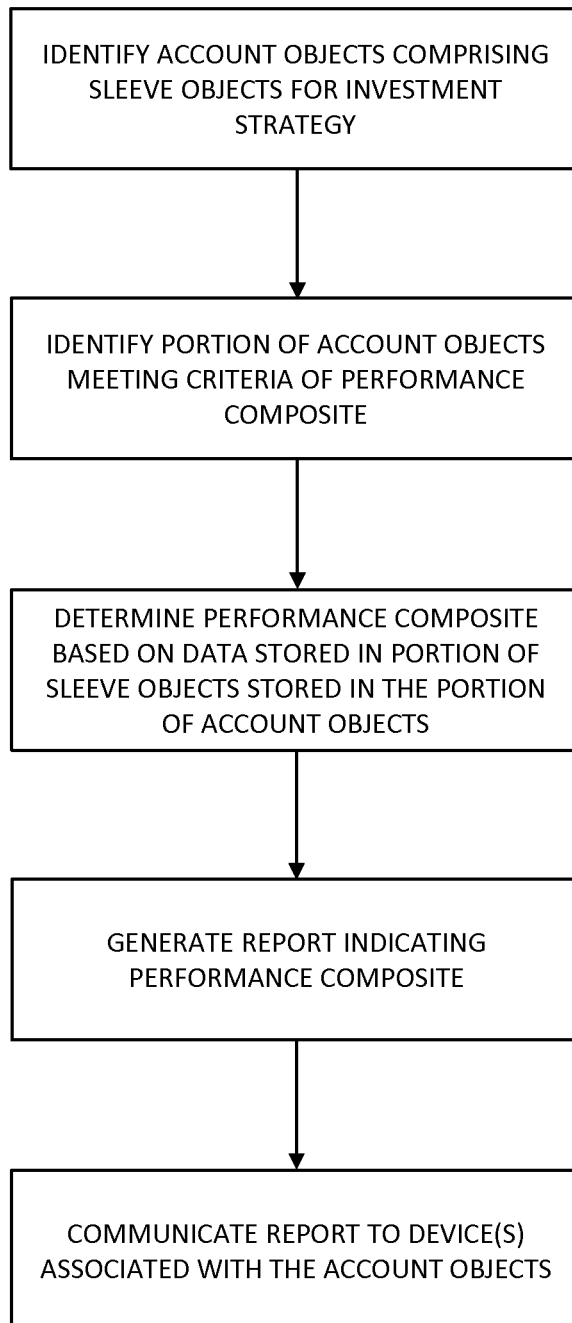 IDENTIFY ACCOUNT OBJECTS COMPRISING
SLEEVE OBJECTS FOR INVESTMENT
STRATEGY
IDENTIFY PORTION OF ACCOUNT OBJECTS
MEETING CRITERIA OF PERFORMANCE
COMPOSITE
DETERMINE PERFORMANCE COMPOSITE
BASED ON DATA STORED IN PORTION OF
SLEEVE OBJECTS STORED IN THE PORTION
OF ACCOUNT OBJECTS
GENERATE REPORT INDICATING
PERFORMANCE COMPOSITE
COMMUNICATE REPORT TO DEVICE(S)
ASSOCIATED WITH THE ACCOUNT OBJECTS